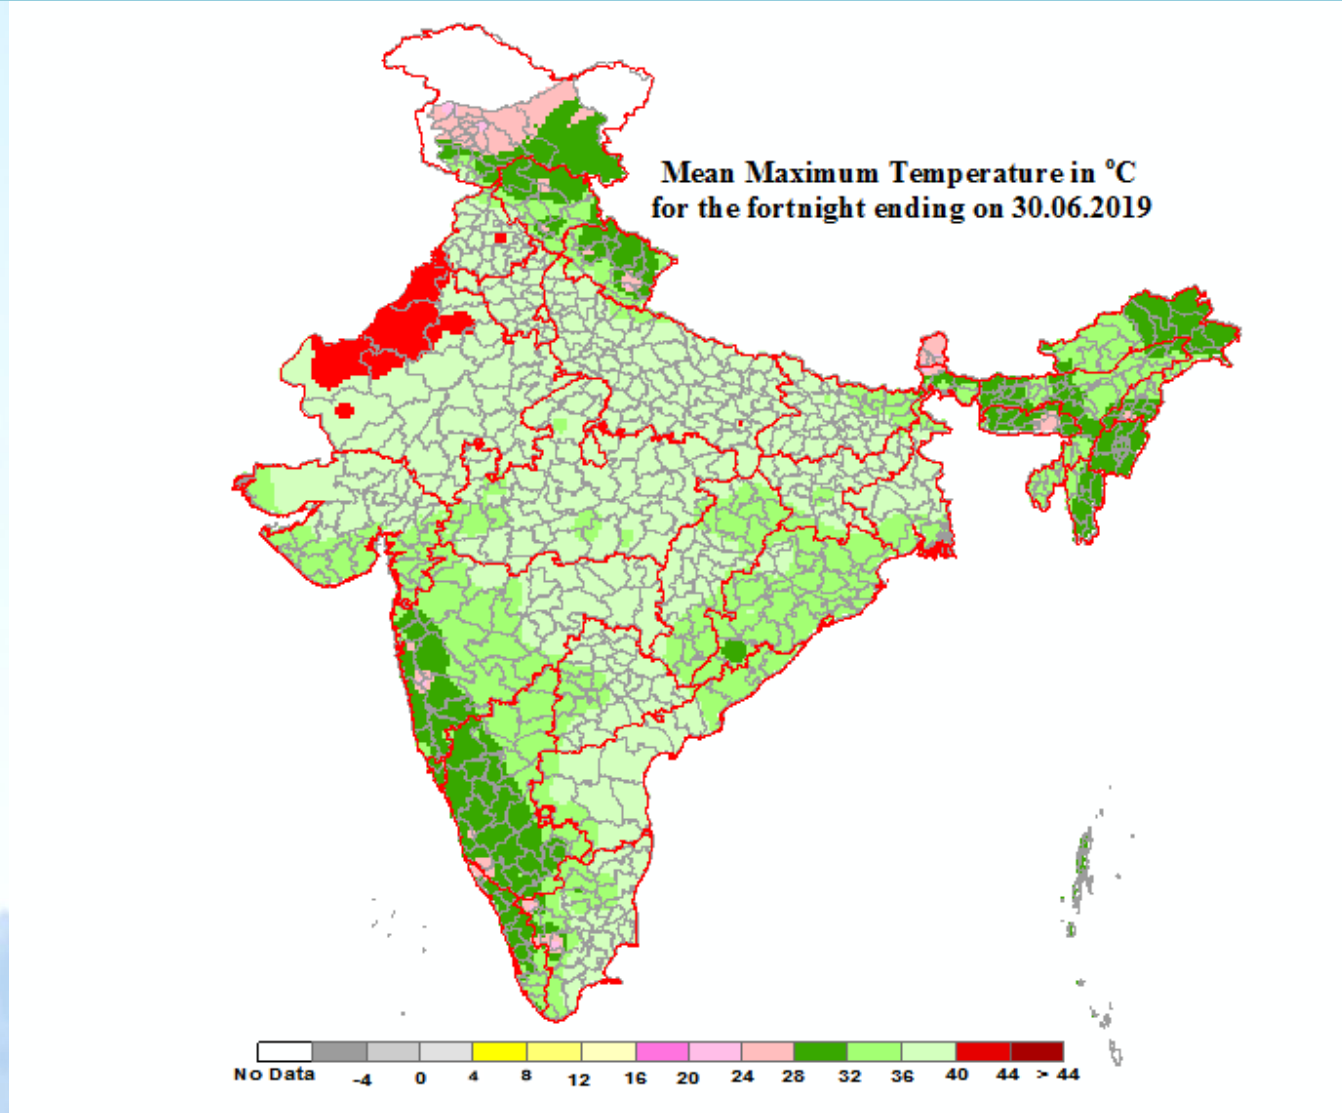 Mean Maximum Temperature in °C
for the fortnight ending on 30.06.2019
No Data -4 0 4 8 12 16 20 24 28 32 36 40 44 > 44